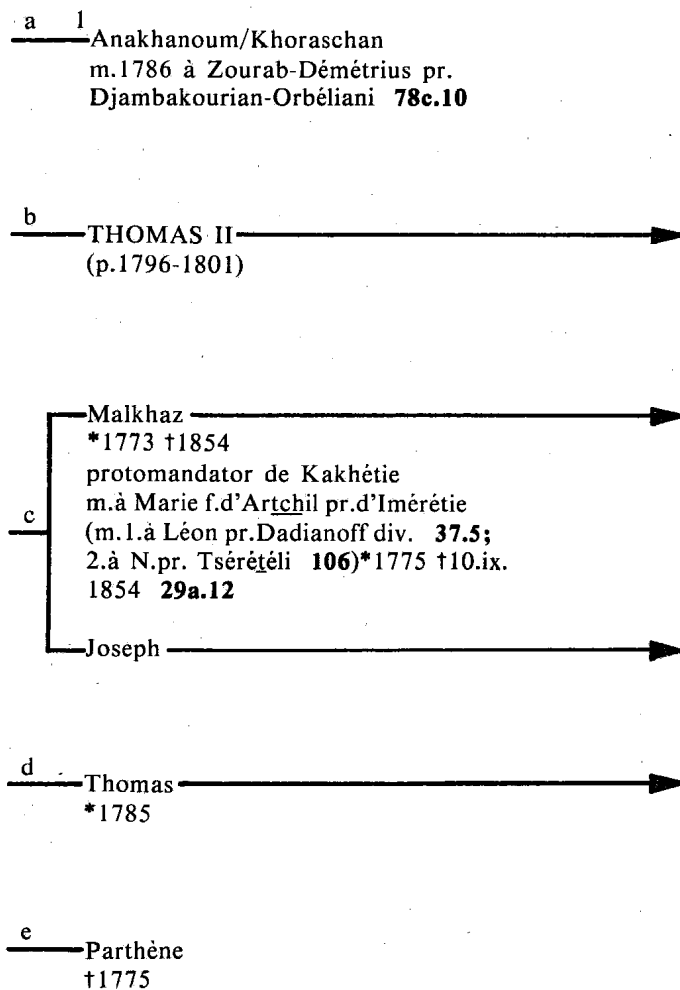 a 1
Anakhanoum/Khoraschan
m.1786 à Zourab-Démétrius pr.
Djambakourian-Orbéliani 78c.10
b
THOMAS II
(p.1796-1801)
Malkhaz
*1773 †1854
protomandator de Kakhétie
m.à Marie f.d'Artchil pr.d'Imérétie
c
(m.1.à Léon pr.Dadianoff div. 37.5;
2.à N.pr. Tsérétéli 106)*1775 †10.ix.
1854 29a.12
Joseph
d
Thomas
*1785
e
Parthène
†1775